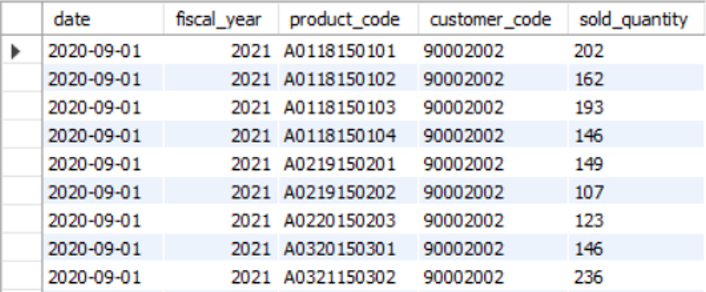 date fiscal_year product_code customer_code sold_quantity
2020-09-01 2021 A0118150101 90002002 202
2020-09-01 2021 A0118150102 90002002 162
2020-09-01 2021 A0118150103 90002002 193
2020-09-01 2021 A0118150104 90002002 146
2020-09-01 2021 A0219150201 90002002 149
2020-09-01 2021 A0219150202 90002002 107
2020-09-01 2021 A0220150203 90002002 123
2020-09-01 2021 A0320150301 90002002 146
2020-09-01 2021 A0321150302 90002002 236